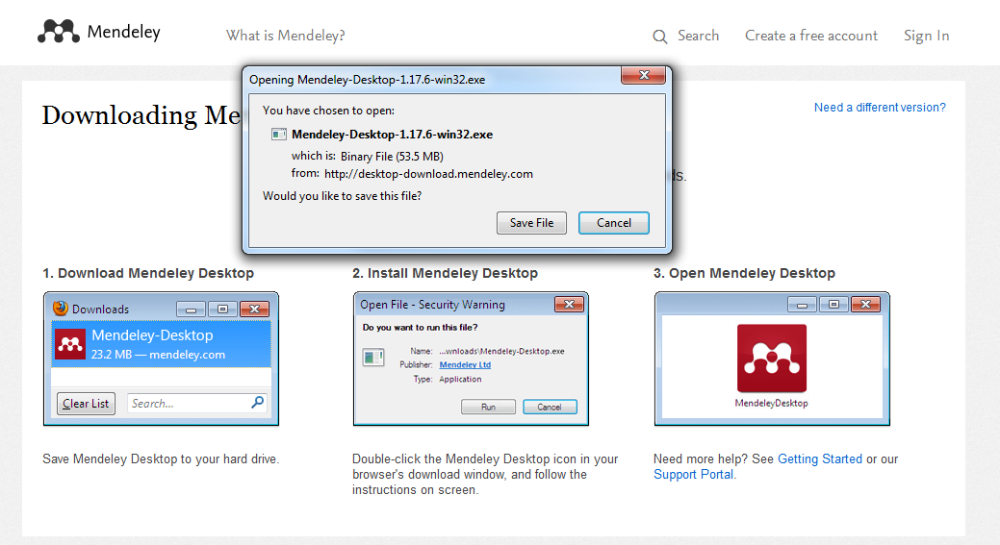 Mendeley
What is Mendeley?
Search
Create a free account
Sign In
Opening Mendeley-Desktop-1.17.6-win32.exe
Downloading Me
Need a different version?
You have chosen to open:
Mendeley-Desktop-1.17.6-win32.exe
which is: Binary File (53.5 MB)
from: http://desktop-download.mendeley.com
ds.
Would you like to save this file?
Save File
Cancel
1. Download Mendeley Desktop
Downloads
Mendeley-Desktop
23.2 MB — mendeley.com
Clear List
Search...
Save Mendeley Desktop to your hard drive.
2. Install Mendeley Desktop
Open File - Security Warning
Do you want to run this file?
Name: ...wnloads\Mendeley-Desktop.exe
Publisher: Mendeley Ltd
Type: Application
Run
Cancel
Double-click the Mendeley Desktop icon in your
browser's download window, and follow the
instructions on screen.
3. Open Mendeley Desktop
MendeleyDesktop
Need more help? See Getting Started or our
Support Portal.